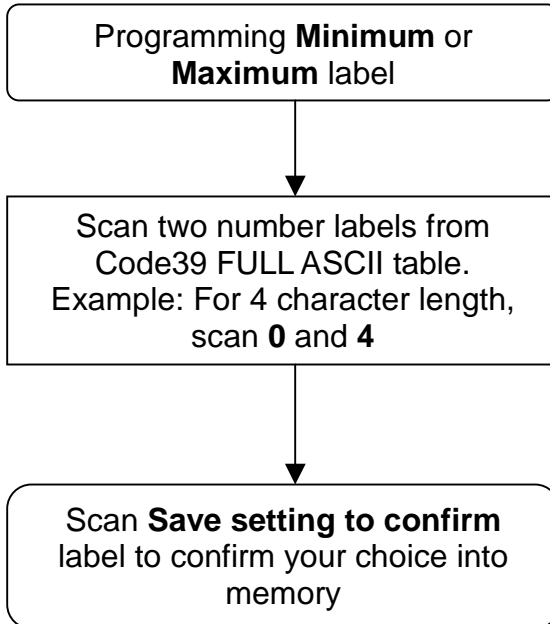 Programming Minimum or
Maximum label
Scan two number labels from
Code39 FULL ASCII table.
Example: For 4 character length,
scan 0 and 4
Scan Save setting to confirm
label to confirm your choice into
memory